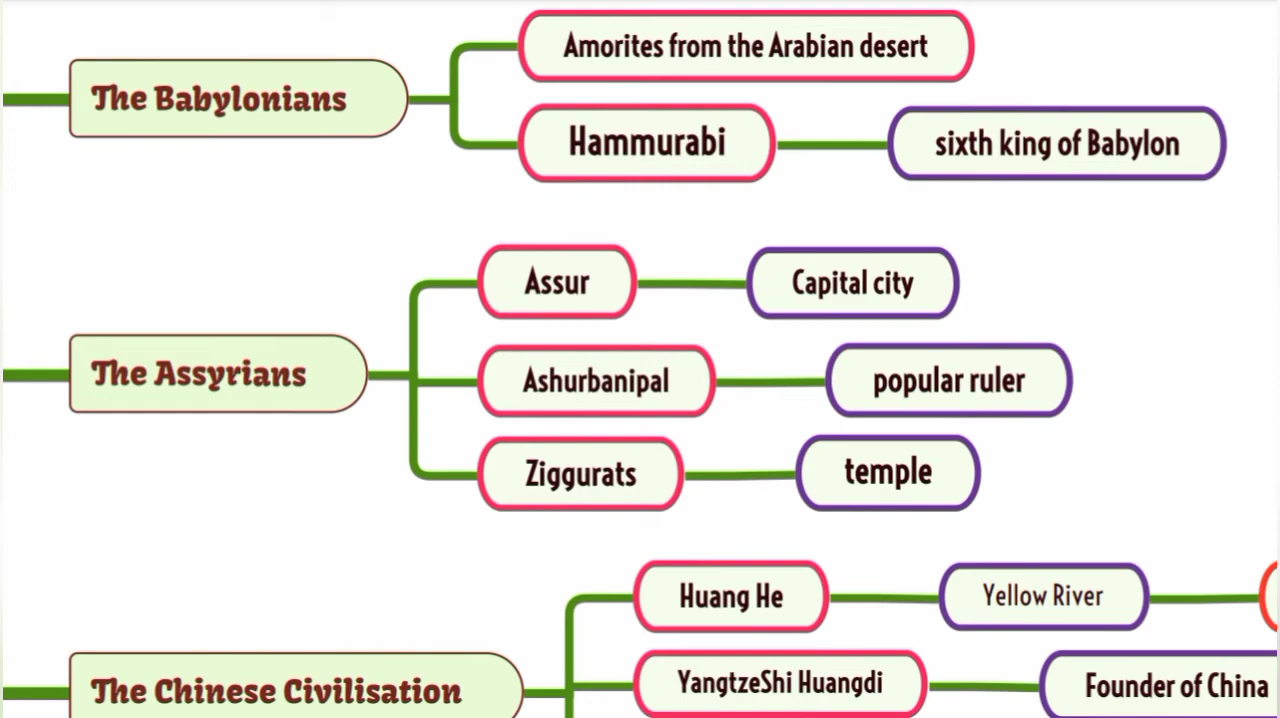 The Babylonians
Amorites from the Arabian desert
Hammurabi
sixth king of Babylon
The Assyrians
Assur
Capital city
Ashurbanipal
popular ruler
Ziggurats
temple
The Chinese Civilisation
Huang He
Yellow River
YangtzeShi Huangdi
Founder of China